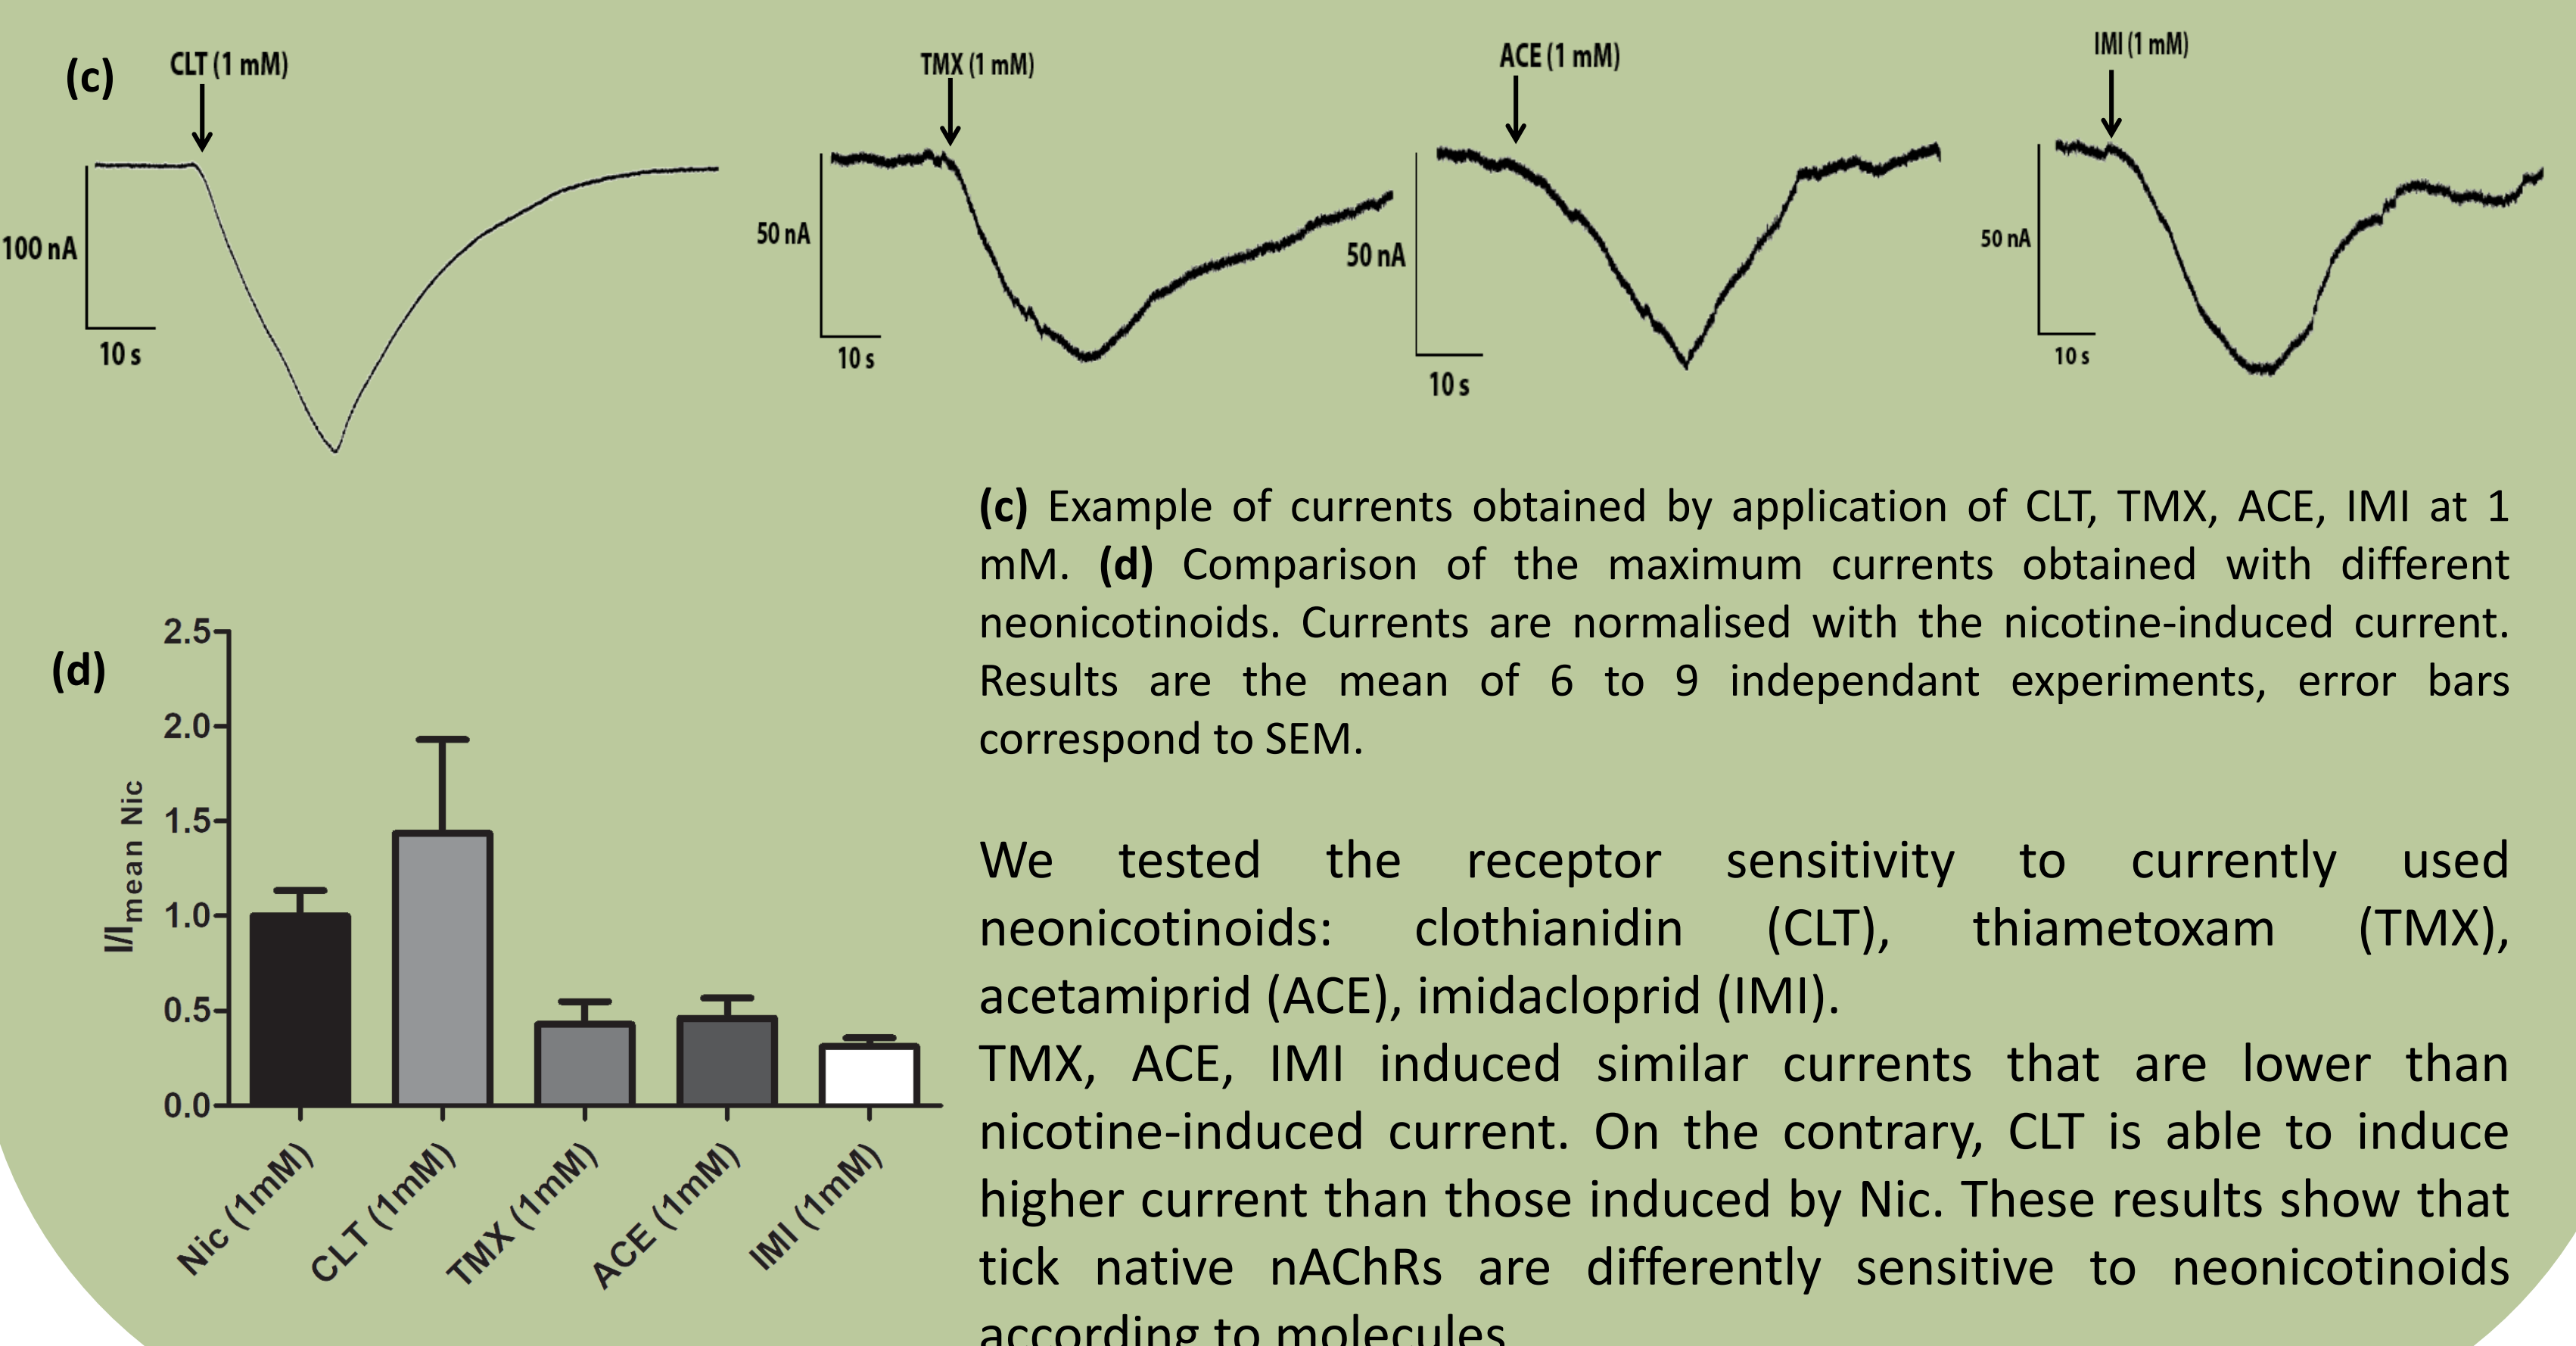 (c)
CLT (1 mM)
100 nA
10 s
TMX (1 mM)
50 nA
10 s
ACE (1 mM)
50 nA
10 s
IMI (1 mM)
50 nA
10 s
(c) Example of currents obtained by application of CLT, TMX, ACE, IMI at 1
mM. (d) Comparison of the maximum currents obtained with different
neonicotinoids. Currents are normalised with the nicotine-induced current.
Results are the mean of 6 to 9 independant experiments, error bars
correspond to SEM.
(d)
I/Imean Nic
2.5
2.0
1.5
1.0
0.5
0.0
Nic (1mM)
CLT (1mM)
TMX (1mM)
ACE (1mM)
IMI (1mM)
We tested the receptor sensitivity to currently used
neonicotinoids: clothianidin (CLT), thiametoxam (TMX),
acetamiprid (ACE), imidacloprid (IMI).
TMX, ACE, IMI induced similar currents that are lower than
nicotine-induced current. On the contrary, CLT is able to induce
higher current than those induced by Nic. These results show that
tick native nAChRs are differently sensitive to neonicotinoids
according to molecules